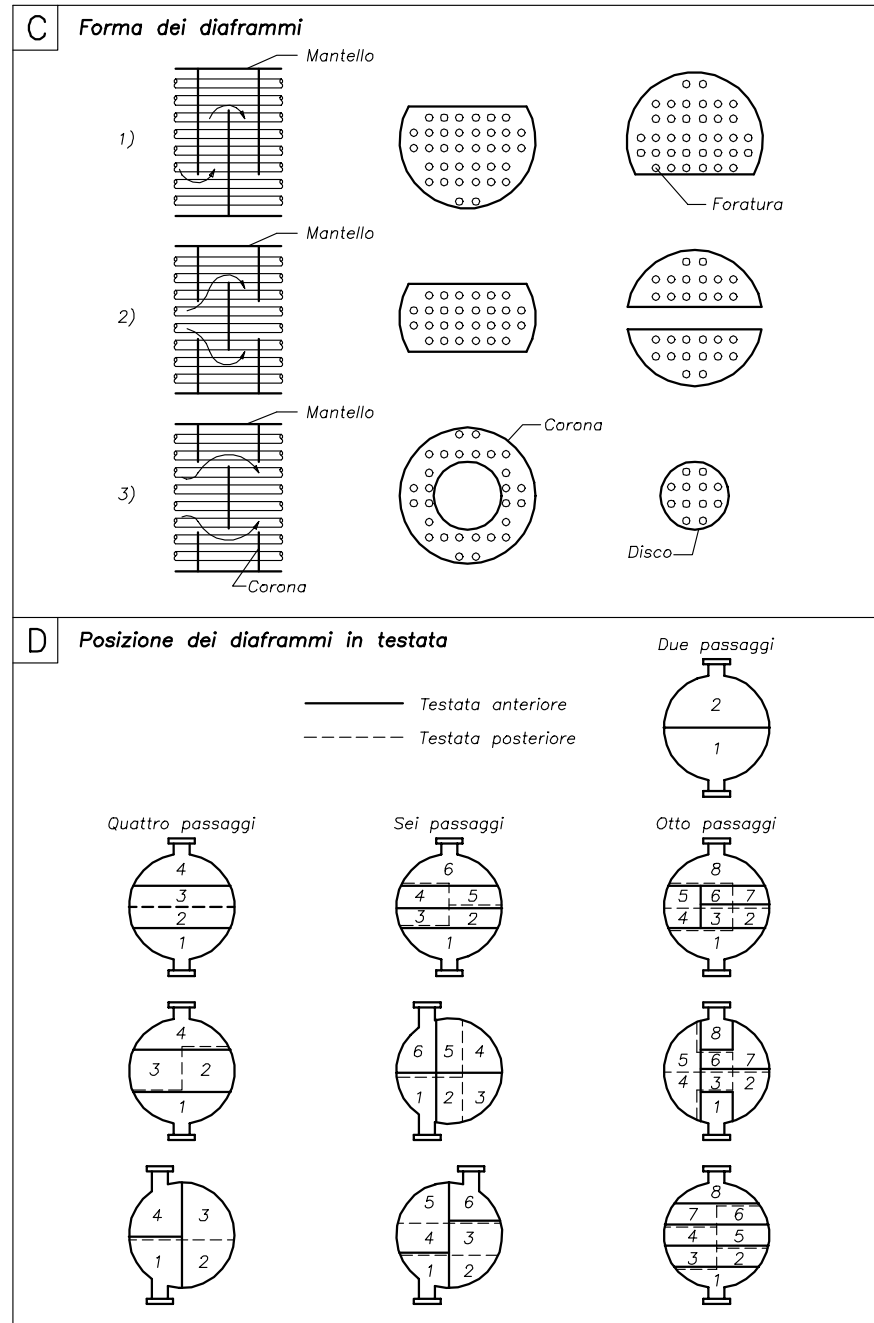 C Forma dei diaframmi
Mantello
1)
Foratura
Mantello
2)
Mantello
Corona
3)
Disco
Corona
D Posizione dei diaframmi in testata
Due passaggi
Testata anteriore
Testata posteriore
2
1
Quattro passaggi Sei passaggi Otto passaggi
4
3
2
1
6
4 5
3 2
1
8
5 6 7
4 3 2
1
4
3 2
1
6 5 4
1 2 3
8
5 6 7
4 3 2
1
4 3
1 2
5 6
4 3
1 2
8
7 6
4 5
3 2
1